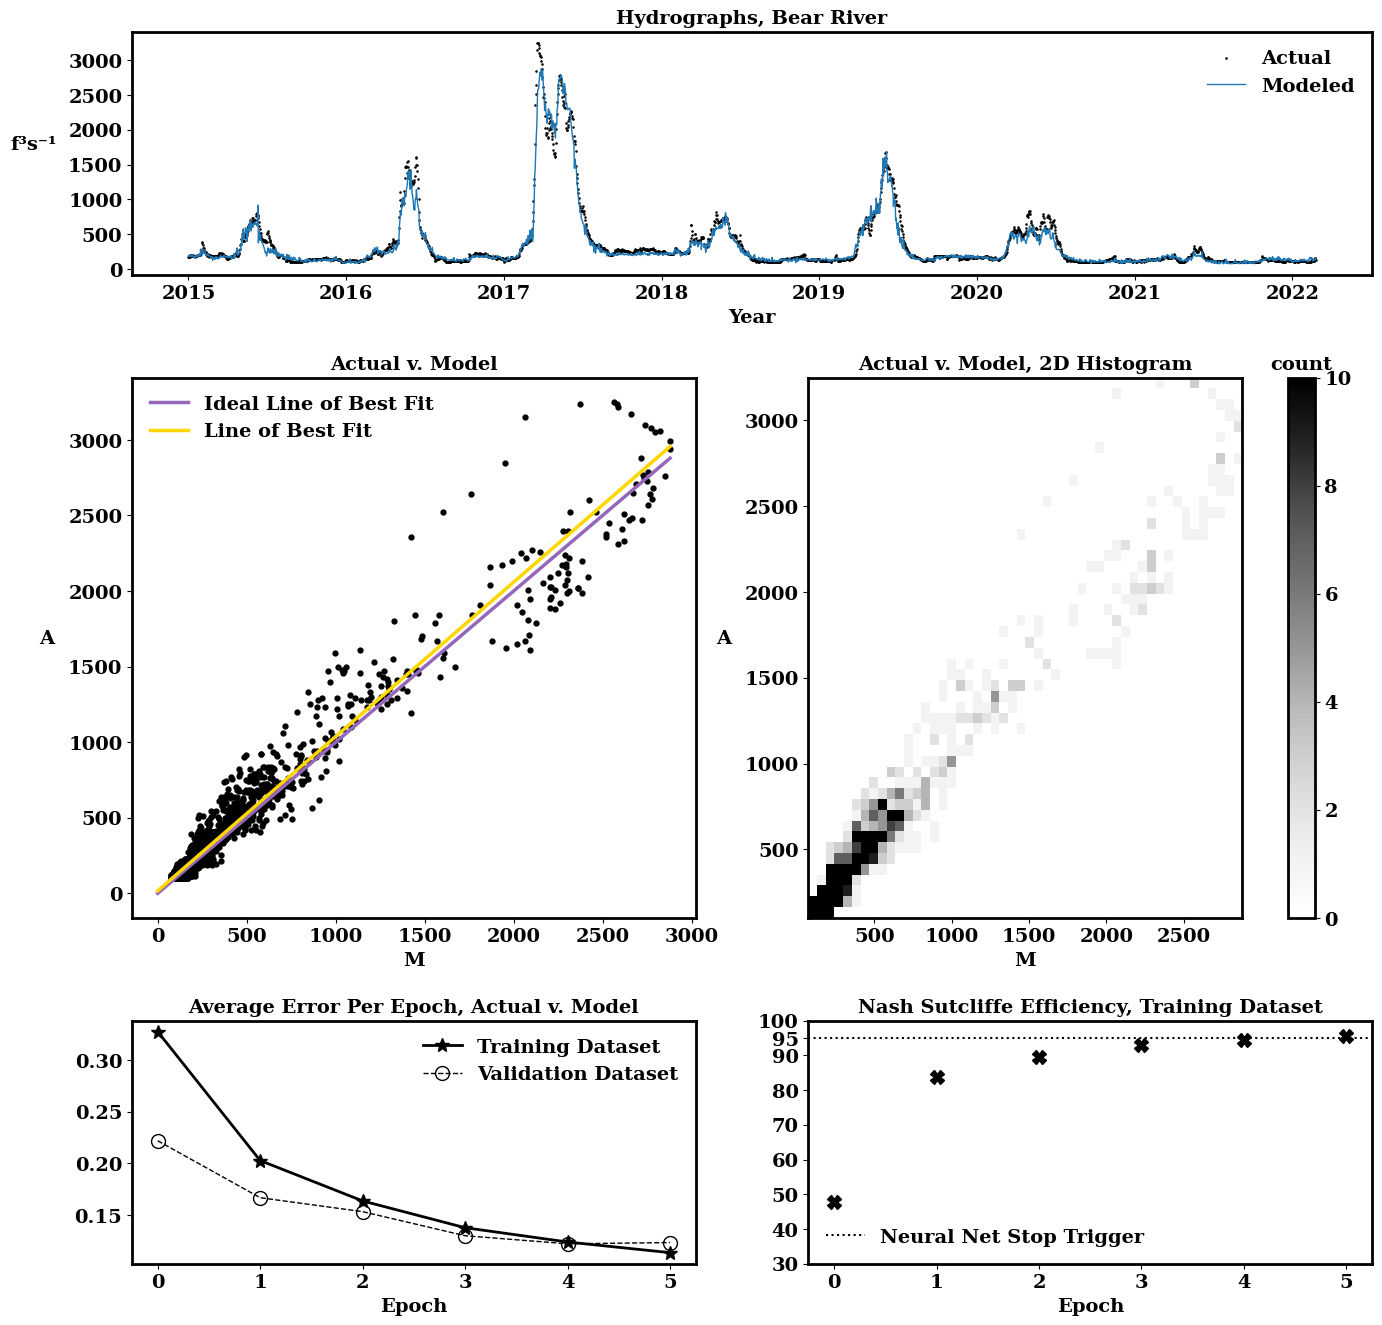 Hydrographs, Bear River
3000
2500
2000
1500
1000
500
0
f³s⁻¹
Actual
Modeled
2015 2016 2017 2018 2019 2020 2021 2022
Year
Actual v. Model
Ideal Line of Best Fit
Line of Best Fit
3000
2500
2000
1500
1000
500
0
A
0 500 1000 1500 2000 2500 3000
M
Actual v. Model, 2D Histogram
3000
2500
2000
1500
1000
500
A
500 1000 1500 2000 2500
M
count
10
8
6
4
2
0
Average Error Per Epoch, Actual v. Model
Training Dataset
Validation Dataset
0.30
0.25
0.20
0.15
0 1 2 3 4 5
Epoch
Nash Sutcliffe Efficiency, Training Dataset
100
95
90
80
70
60
50
40
30
Neural Net Stop Trigger
0 1 2 3 4 5
Epoch